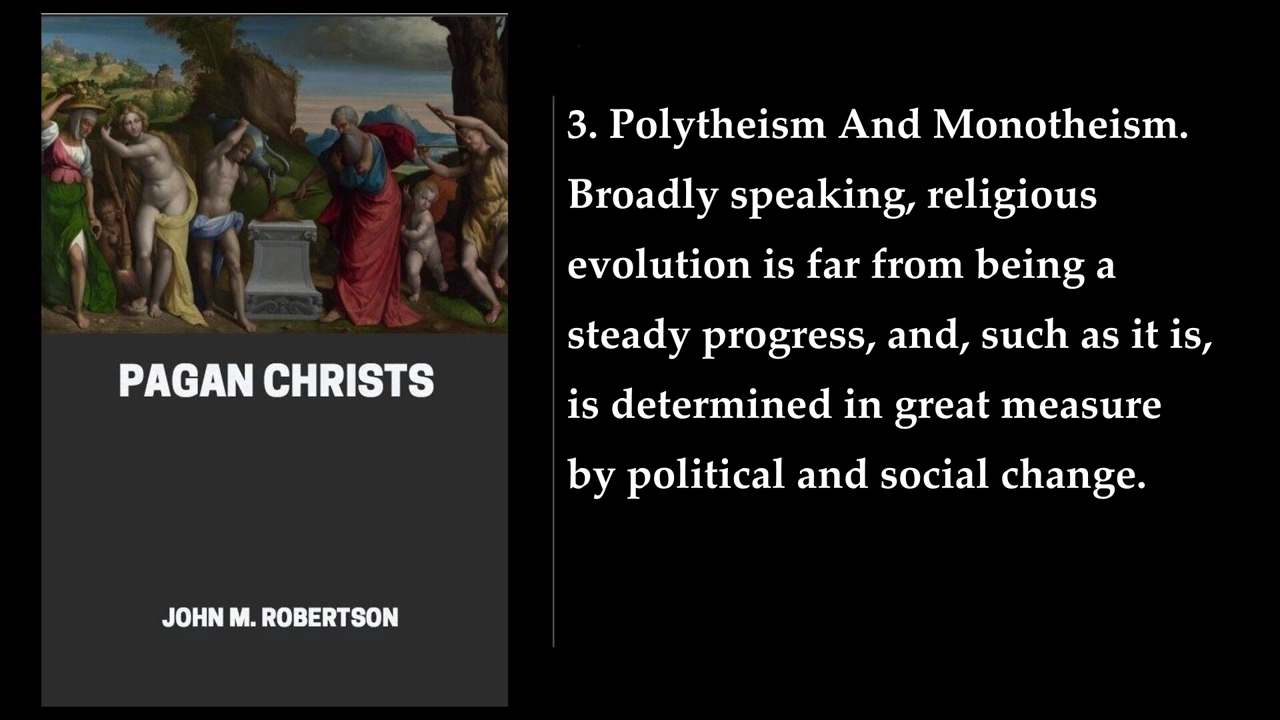 PAGAN CHRISTS
JOHN M. ROBERTSON
3. Polytheism And Monotheism.
Broadly speaking, religious
evolution is far from being a
steady progress, and, such as it is,
is determined in great measure
by political and social change.